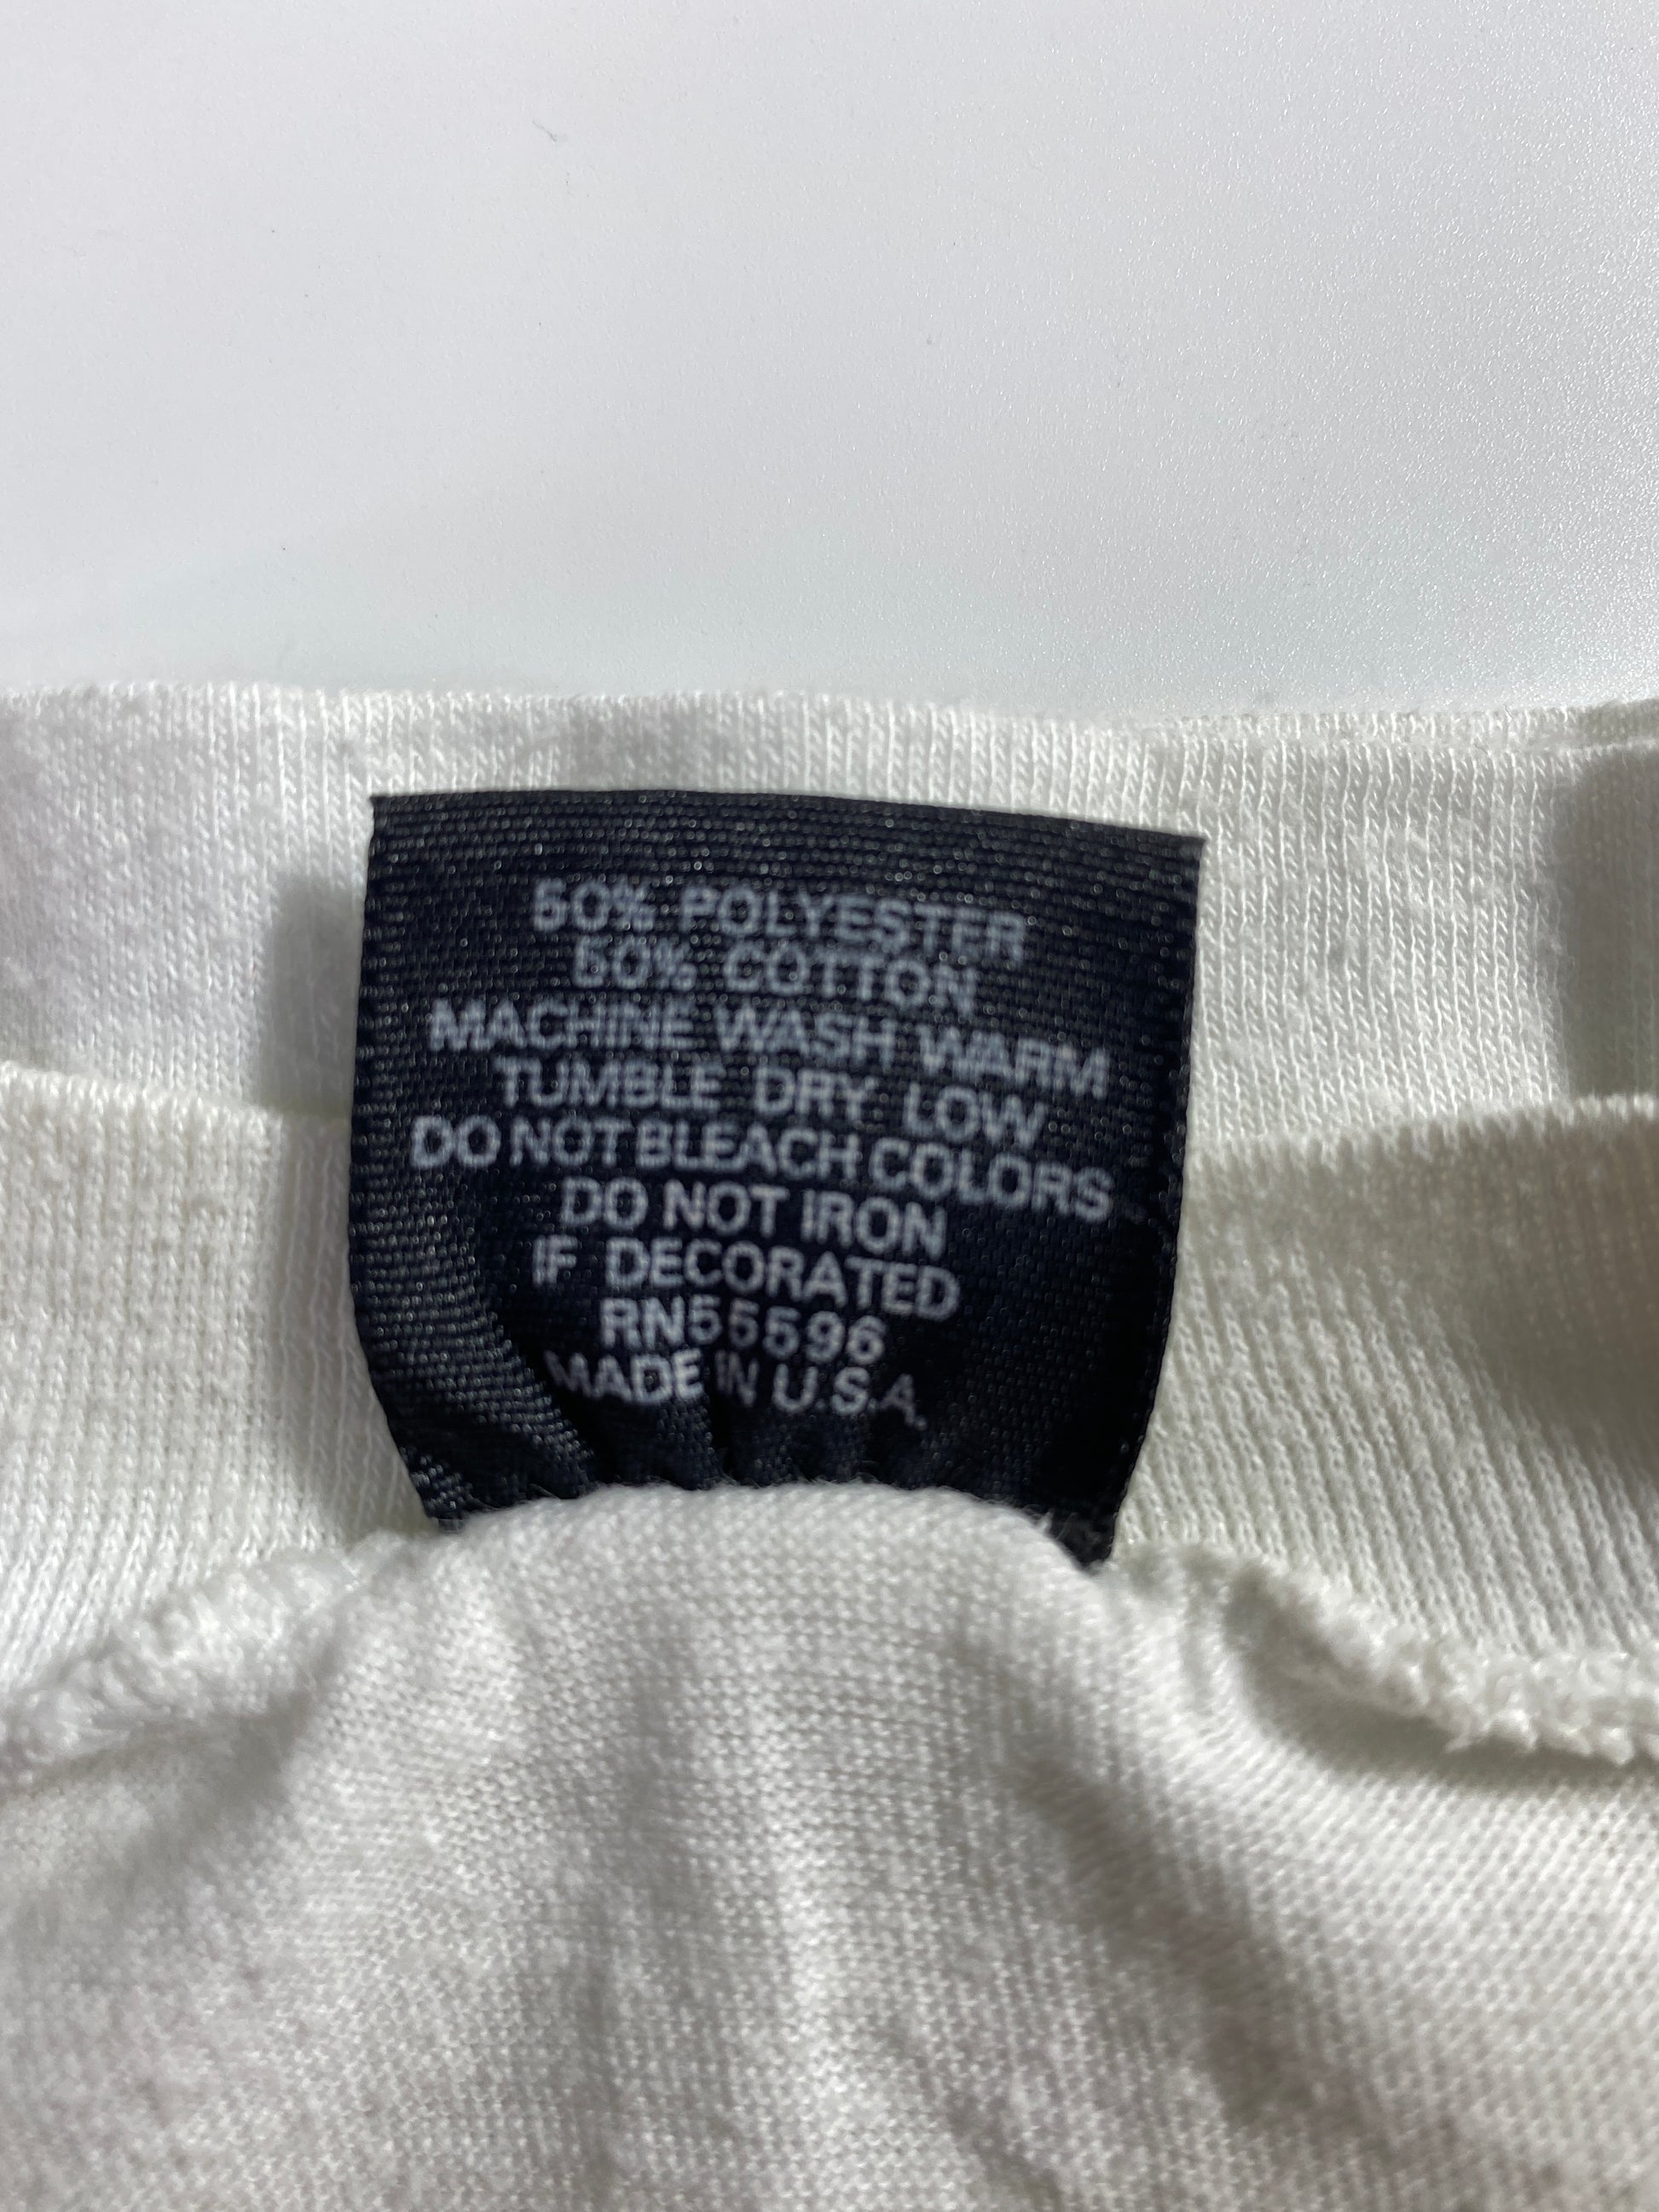 50% POLYESTER
50% COTTON
MACHINE WASH WARM
TUMBLE DRY LOW
DO NOT BLEACH COLORS
DO NOT IRON
IF DECORATED
RN55596
MADE IN U.S.A.